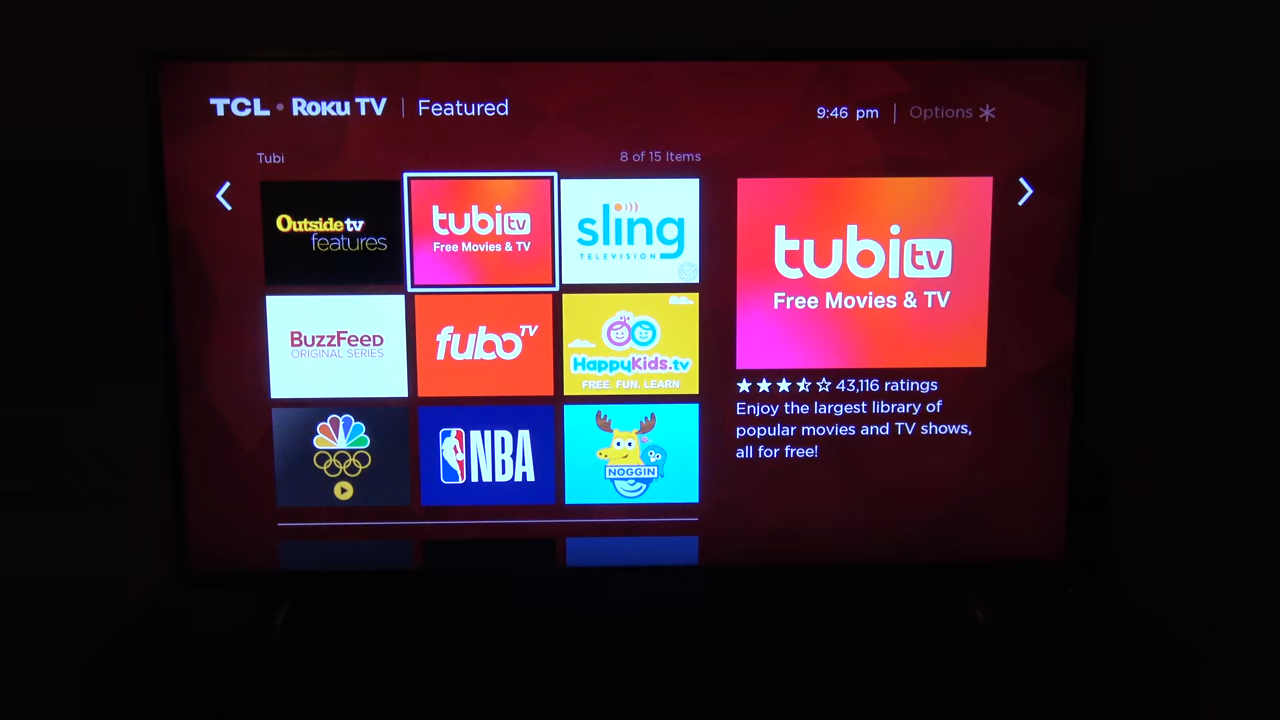 TCL • Roku TV | Featured
9:46 pm | Options
Tubi
8 of 15 Items
Outside tv
features
tubi tv
Free Movies & TV
sling
TELEVISION
BuzzFeed
ORIGINAL SERIES
fubo TV
HappyKids.tv
FREE. FUN. LEARN
NBA
NOGGIN
tubi tv
Free Movies & TV
43,116 ratings
Enjoy the largest library of
popular movies and TV shows,
all for free!